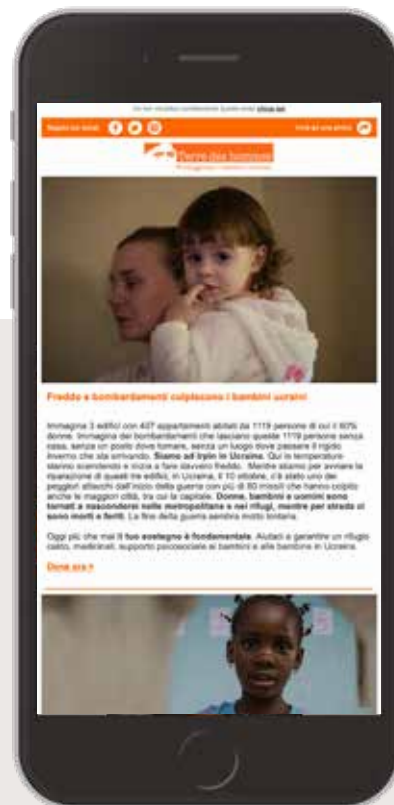 Se non visualizzi correttamente questa email, clicca qui
Seguici sui social
Invia ad una amico
Terre des hommes
Proteggiamo i bambini insieme
Freddo e bombardamenti colpiscono i bambini ucraini
Immagina 3 edifici con 407 appartamenti abitati da 1119 persone di cui il 60%
donne. Immagina dei bombardamenti che lasciano queste 1119 persone senza
casa, senza un posto dove tornare, senza un luogo dove passare il rigido
inverno che sta arrivando. Siamo ad Irpin in Ucraina. Qui le temperature
stanno scendendo e inizia a fare davvero freddo. Mentre stiamo per avviare la
riparazione di questi tre edifici, in Ucraina, il 10 ottobre, c'è stato uno dei
peggiori attacchi dall'inizio della guerra con più di 80 missili che hanno colpito
anche le maggiori città, tra cui la capitale. Donne, bambini e uomini sono
tornati a nascondersi nelle metropolitane e nei rifugi, mentre per strada ci
sono morti e feriti. La fine della guerra sembra molto lontana.
Oggi più che mai il tuo sostegno è fondamentale. Aiutaci a garantire un rifugio
caldo, medicinali, supporto psicosociale ai bambini e alle bambine in Ucraina.
Dona ora >